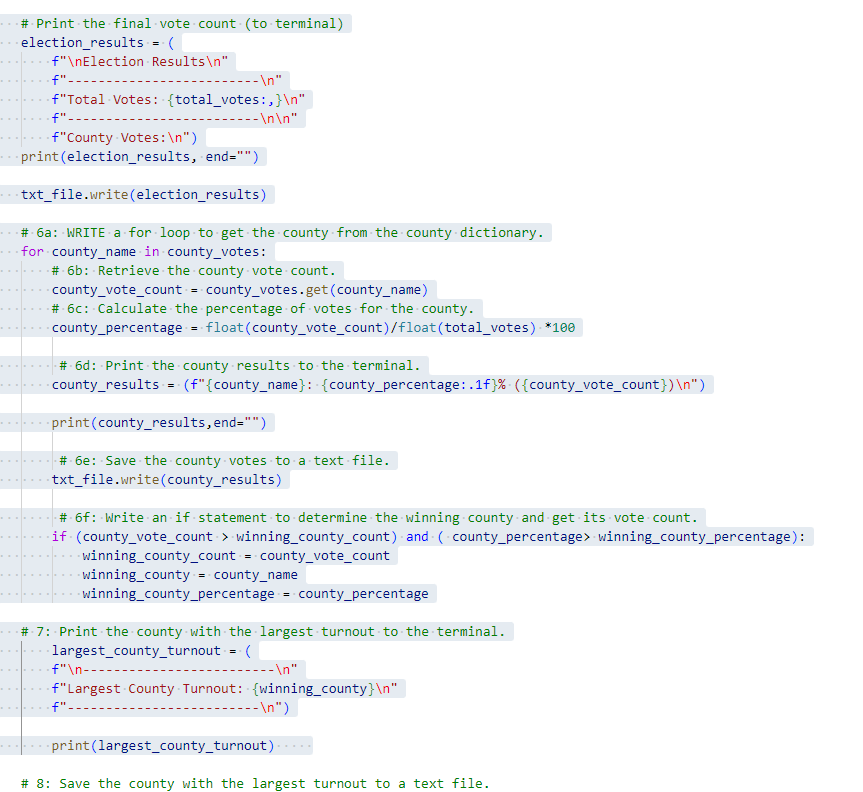 # Print the final vote count (to terminal)
election_results = (
f"\nElection Results\n"
f"-------------------------\n"
f"Total Votes: {total_votes:,}\n"
f"-------------------------\n\n"
f"County Votes:\n")
print(election_results, end="")
txt_file.write(election_results)
# 6a: WRITE a for loop to get the county from the county dictionary.
for county_name in county_votes:
# 6b: Retrieve the county vote count.
county_vote_count = county_votes.get(county_name)
# 6c: Calculate the percentage of votes for the county.
county_percentage = float(county_vote_count)/float(total_votes) *100
# 6d: Print the county results to the terminal.
county_results = (f"{county_name}: {county_percentage:.1f}% ({county_vote_count})\n")
print(county_results,end="")
# 6e: Save the county votes to a text file.
txt_file.write(county_results)
# 6f: Write an if statement to determine the winning county and get its vote count.
if (county_vote_count > winning_county_count) and ( county_percentage> winning_county_percentage):
winning_county_count = county_vote_count
winning_county = county_name
winning_county_percentage = county_percentage
# 7: Print the county with the largest turnout to the terminal.
largest_county_turnout = (
f"\n-------------------------\n"
f"Largest County Turnout: {winning_county}\n"
f"-------------------------\n")
print(largest_county_turnout)
# 8: Save the county with the largest turnout to a text file.